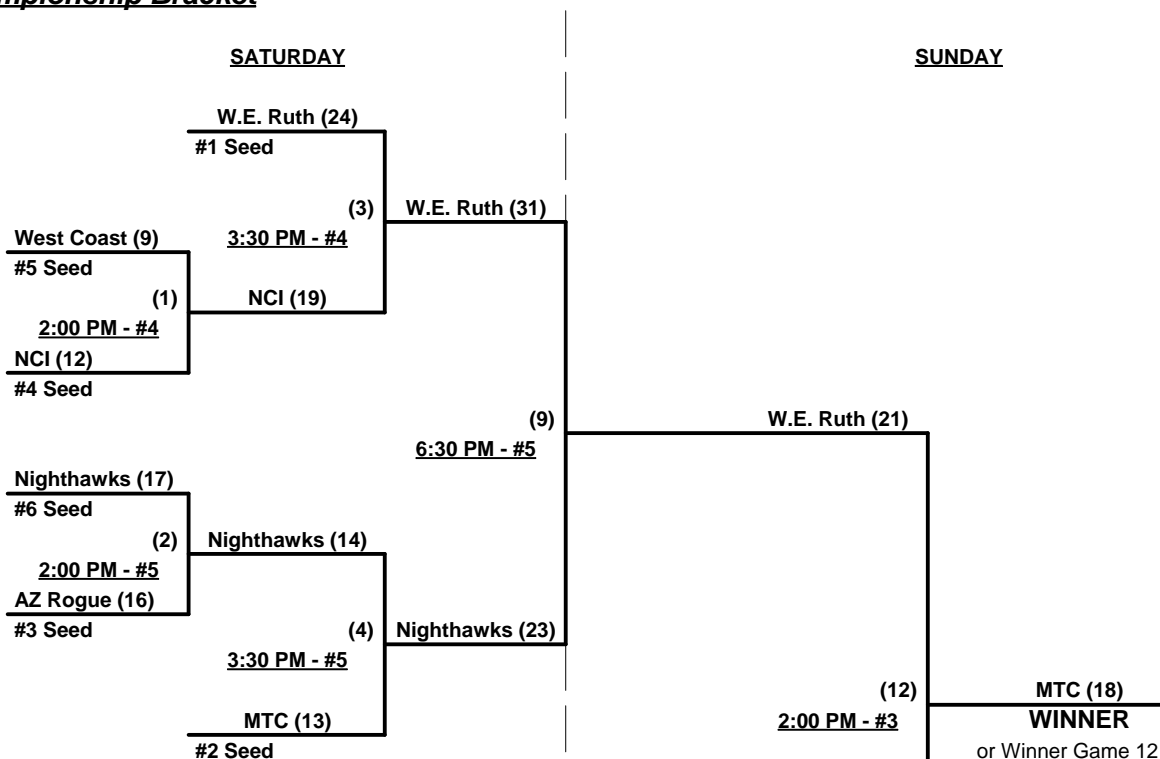 SATURDAY
SUNDAY
W.E. Ruth (24)
#1 Seed
(3)
W.E. Ruth (31)
3:30 PM - #4
West Coast (9)
#5 Seed
(1)
NCI (19)
2:00 PM - #4
NCI (12)
#4 Seed
(9)
W.E. Ruth (21)
6:30 PM - #5
Nighthawks (17)
#6 Seed
(2)
Nighthawks (14)
2:00 PM - #5
AZ Rogue (16)
#3 Seed
(4)
Nighthawks (23)
3:30 PM - #5
MTC (13)
#2 Seed
(12)
MTC (18)
2:00 PM - #3
WINNER
or Winner Game 12